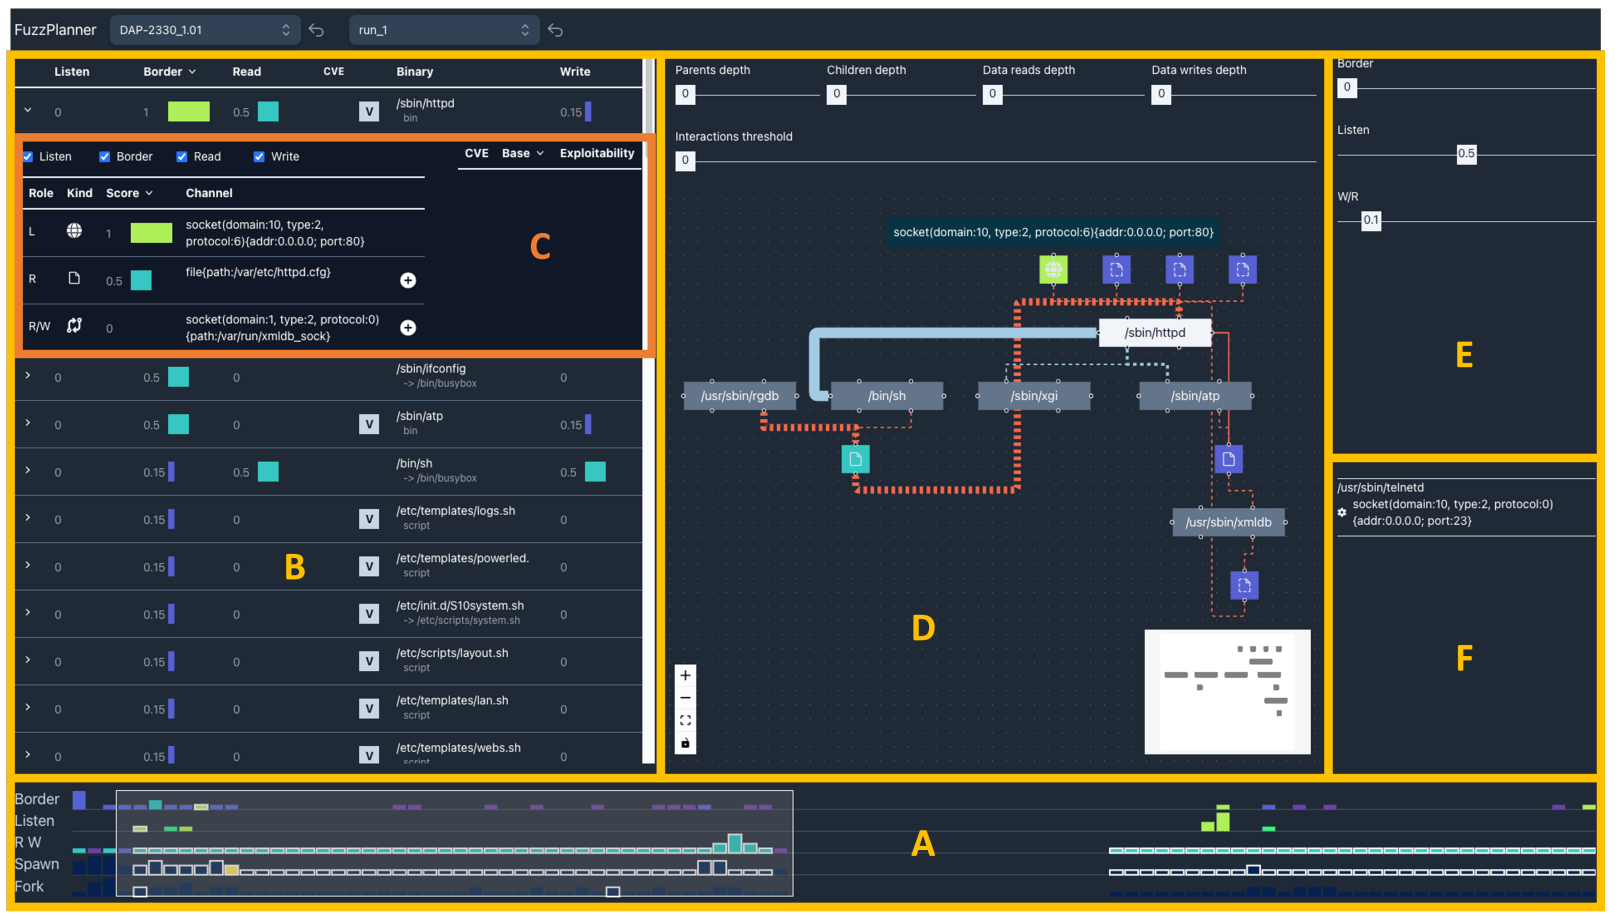 FuzzPlanner
DAP-2330_1.01
run_1
Listen Border Read CVE Binary Write
0 1 0.5 V /sbin/httpd 0.15
bin
Listen Border Read Write
CVE Base Exploitability
Role Kind Score Channel
L 1 socket(domain:10, type:2,
protocol:6){addr:0.0.0.0; port:80}
R 0.5 file{path:/var/etc/httpd.cfg}
R/W 0 socket(domain:1, type:2, protocol:0)
{path:/var/run/xmldb_sock}
C
0 0.5 0 /sbin/ifconfig 0
-> /bin/busybox
0 0.5 0 V /sbin/atp 0.15
bin
0 0.15 0.5 /bin/sh 0.5
-> /bin/busybox
0 0.15 0 V /etc/templates/logs.sh 0
script
0 0.15 0 V /etc/templates/powerled. 0
script
B
0 0.15 0 V /etc/init.d/S10system.sh 0
-> /etc/scripts/system.sh
0 0.15 0 V /etc/scripts/layout.sh 0
script
0 0.15 0 V /etc/templates/lan.sh 0
script
0 0.15 0 V /etc/templates/webs.sh 0
script
Parents depth Children depth Data reads depth Data writes depth
0 0 0 0
Interactions threshold
0
socket(domain:10, type:2, protocol:6){addr:0.0.0.0; port:80}
/sbin/httpd
/usr/sbin/rgdb /bin/sh /sbin/xgi /sbin/atp
/usr/sbin/xmldb
D
Border
0
Listen
0.5
W/R
0.1
E
/usr/sbin/telnetd
socket(domain:10, type:2, protocol:0)
{addr:0.0.0.0; port:23}
F
Border
Listen
R W
Spawn
Fork
A